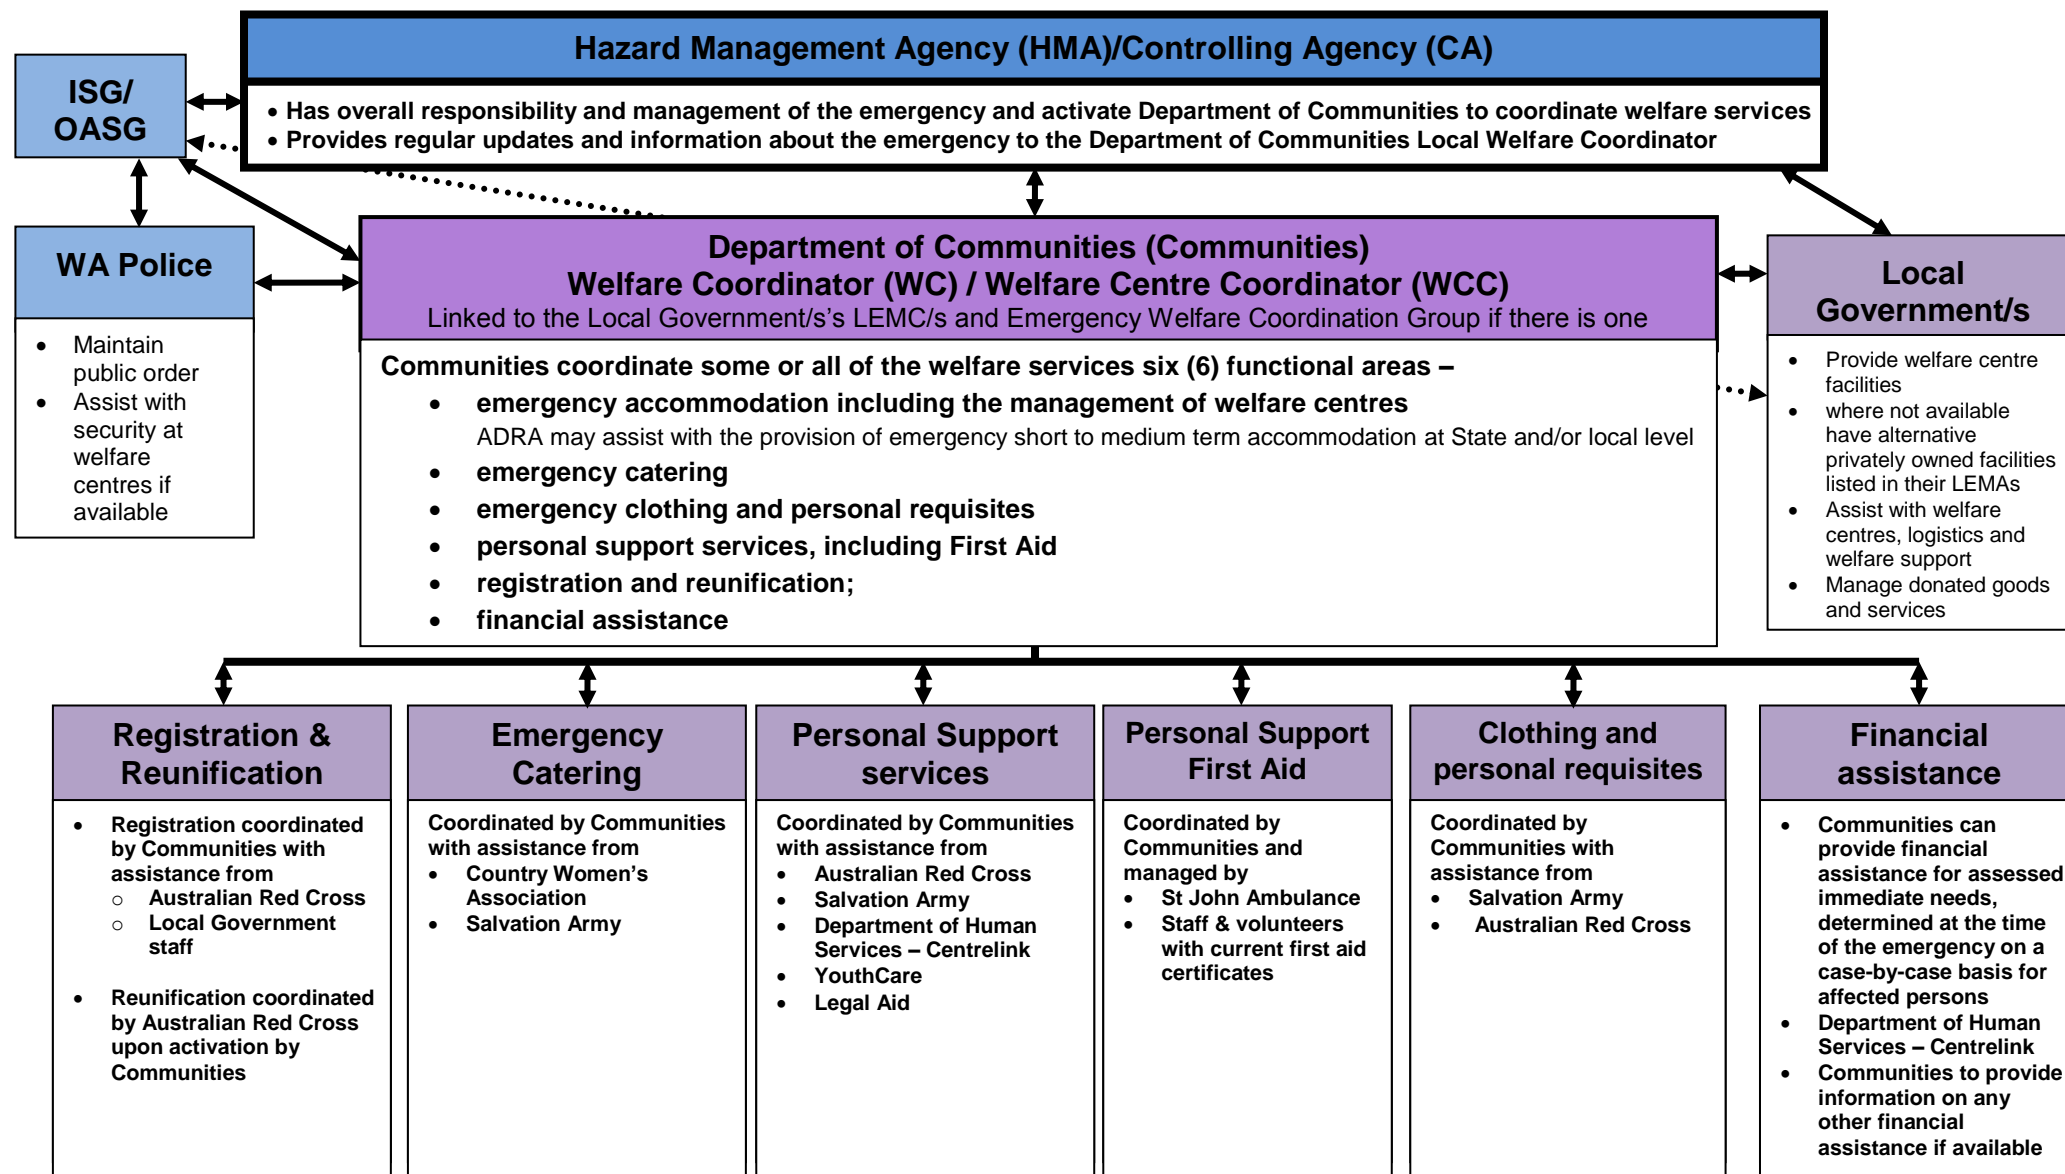 Hazard Management Agency (HMA)/Controlling Agency (CA)
• Has overall responsibility and management of the emergency and activate Department of Communities to coordinate welfare services
• Provides regular updates and information about the emergency to the Department of Communities Local Welfare Coordinator
ISG/
OASG
WA Police
• Maintain
public order
• Assist with
security at
welfare
centres if
available
Department of Communities (Communities)
Welfare Coordinator (WC) / Welfare Centre Coordinator (WCC)
Linked to the Local Government/s's LEMC/s and Emergency Welfare Coordination Group if there is one
Communities coordinate some or all of the welfare services six (6) functional areas –
• emergency accommodation including the management of welfare centres
ADRA may assist with the provision of emergency short to medium term accommodation at State and/or local level
• emergency catering
• emergency clothing and personal requisites
• personal support services, including First Aid
• registration and reunification;
• financial assistance
Local
Government/s
• Provide welfare centre
facilities
• where not available
have alternative
privately owned facilities
listed in their LEMAs
• Assist with welfare
centres, logistics and
welfare support
• Manage donated goods
and services
Registration &
Reunification
• Registration coordinated
by Communities with
assistance from
o Australian Red Cross
o Local Government
staff
• Reunification coordinated
by Australian Red Cross
upon activation by
Communities
Emergency
Catering
Coordinated by Communities
with assistance from
• Country Women's
Association
• Salvation Army
Personal Support
services
Coordinated by Communities
with assistance from
• Australian Red Cross
• Salvation Army
• Department of Human
Services – Centrelink
• YouthCare
• Legal Aid
Personal Support
First Aid
Coordinated by
Communities and
managed by
• St John Ambulance
• Staff & volunteers
with current first aid
certificates
Clothing and
personal requisites
Coordinated by
Communities with
assistance from
• Salvation Army
• Australian Red Cross
Financial
assistance
• Communities can
provide financial
assistance for assessed
immediate needs,
determined at the time
of the emergency on a
case-by-case basis for
affected persons
• Department of Human
Services – Centrelink
• Communities to provide
information on any
other financial
assistance if available